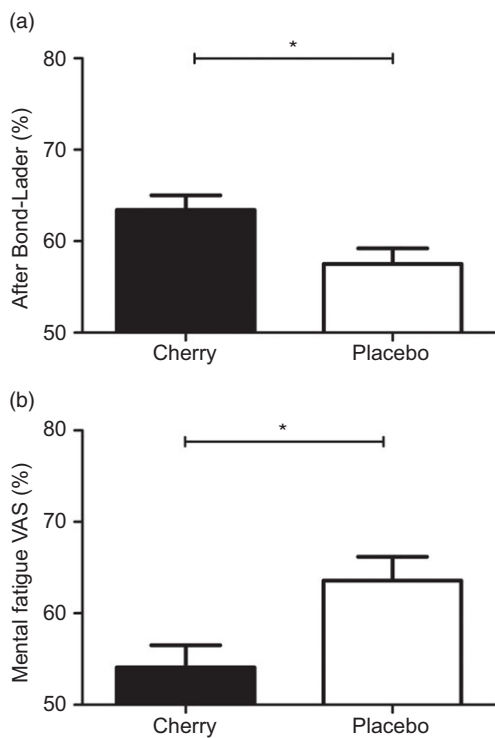 (a)
*
80
70
60
50
After Bond-Lader (%)
Cherry Placebo
(b)
*
80
70
60
50
Mental fatigue VAS (%)
Cherry Placebo